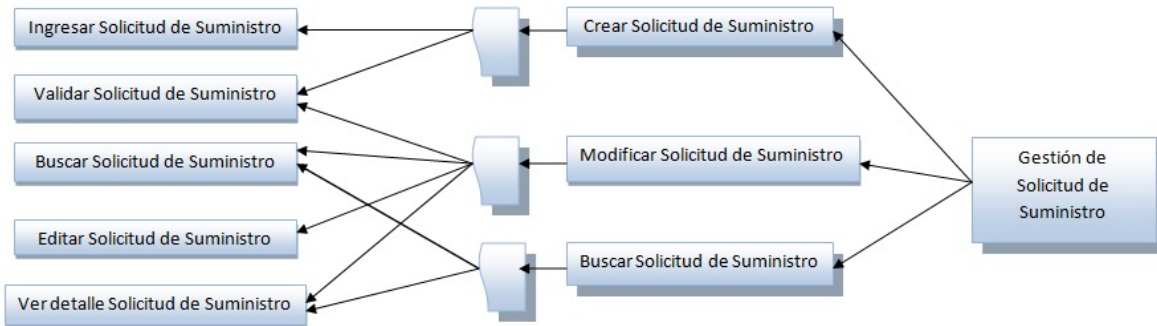 Ingresar Solicitud de Suministro
Crear Solicitud de Suministro
Validar Solicitud de Suministro
Buscar Solicitud de Suministro
Modificar Solicitud de Suministro
Gestión de
Solicitud de
Suministro
Editar Solicitud de Suministro
Buscar Solicitud de Suministro
Ver detalle Solicitud de Suministro